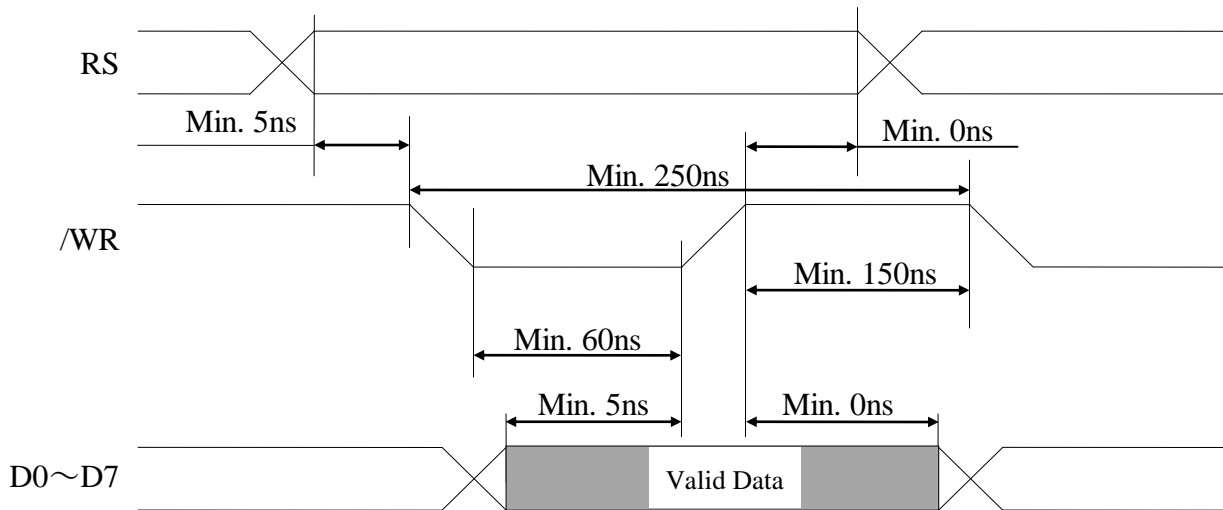 RS
Min. 5ns
Min. 0ns
Min. 250ns
/WR
Min. 150ns
Min. 60ns
Min. 5ns
Min. 0ns
D0～D7
Valid Data